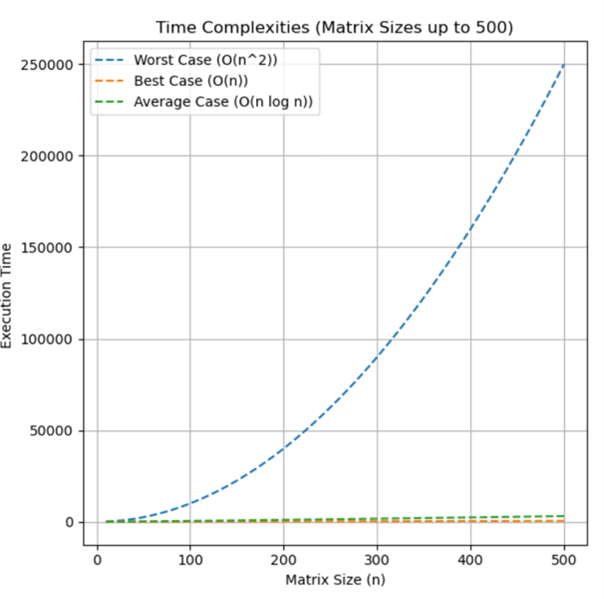 Time Complexities (Matrix Sizes up to 500)
Worst Case (O(n^2))
Best Case (O(n))
Average Case (O(n log n))
250000
200000
150000
100000
50000
0
Execution Time
0 100 200 300 400 500
Matrix Size (n)